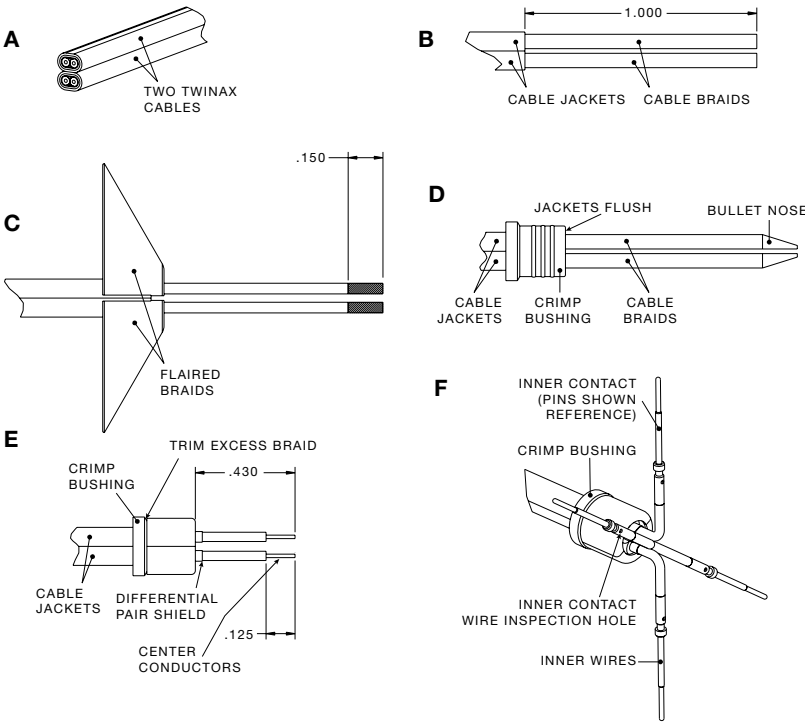 A
TWO TWINAX
CABLES
B
1.000
CABLE JACKETS
CABLE BRAIDS
C
.150
FLAIRED
BRAIDS
D
JACKETS FLUSH
BULLET NOSE
CABLE
JACKETS
CRIMP
BUSHING
CABLE
BRAIDS
E
TRIM EXCESS BRAID
CRIMP
BUSHING
.430
CABLE
JACKETS
DIFFERENTIAL
PAIR SHIELD
.125
CENTER
CONDUCTORS
F
INNER CONTACT
(PINS SHOWN
REFERENCE)
CRIMP BUSHING
INNER CONTACT
WIRE INSPECTION HOLE
INNER WIRES